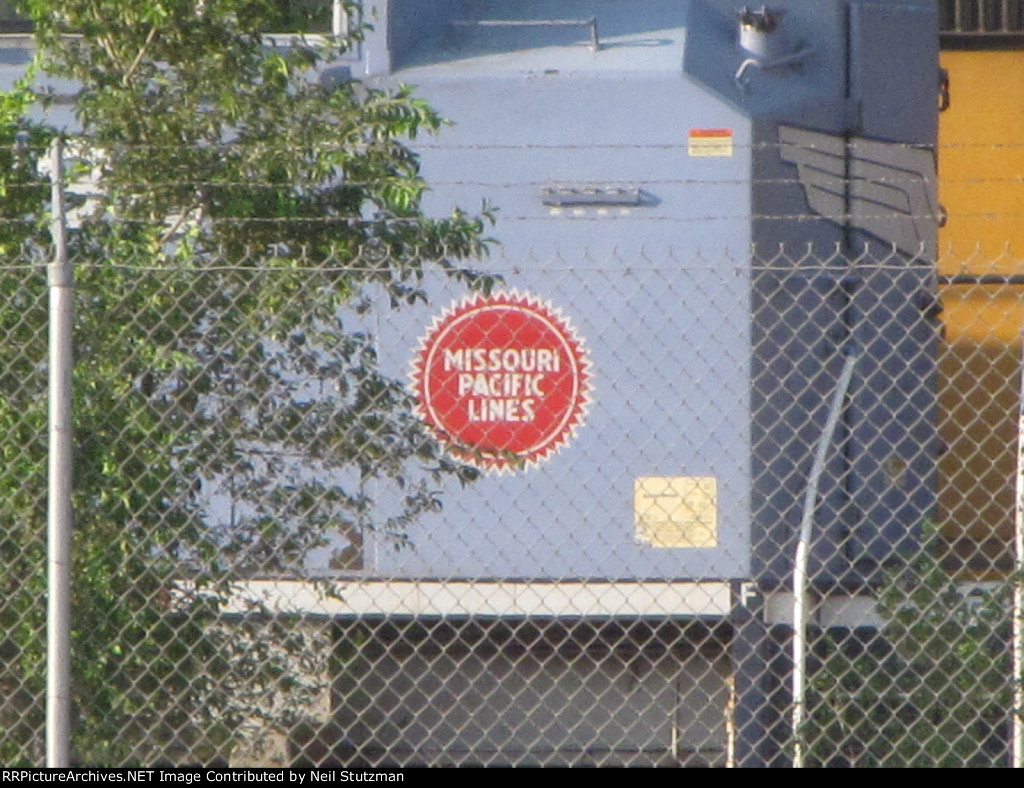 MISSOURI
PACIFIC
LINES
F
RRPictureArchives.NET Image Contributed by Neil Stutzman